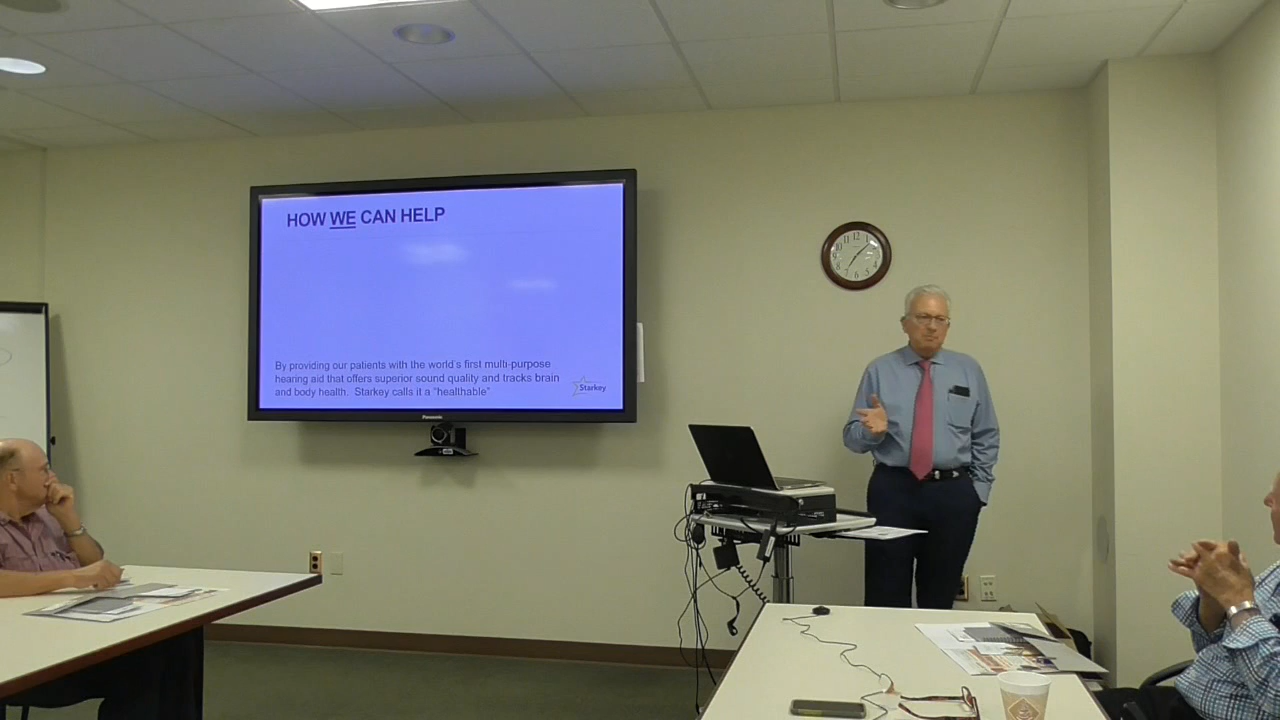 HOW WE CAN HELP
By providing our patients with the world's first multi-purpose
hearing aid that offers superior sound quality and tracks brain
and body health. Starkey calls it a "healthable"
Starkey
Panasonic